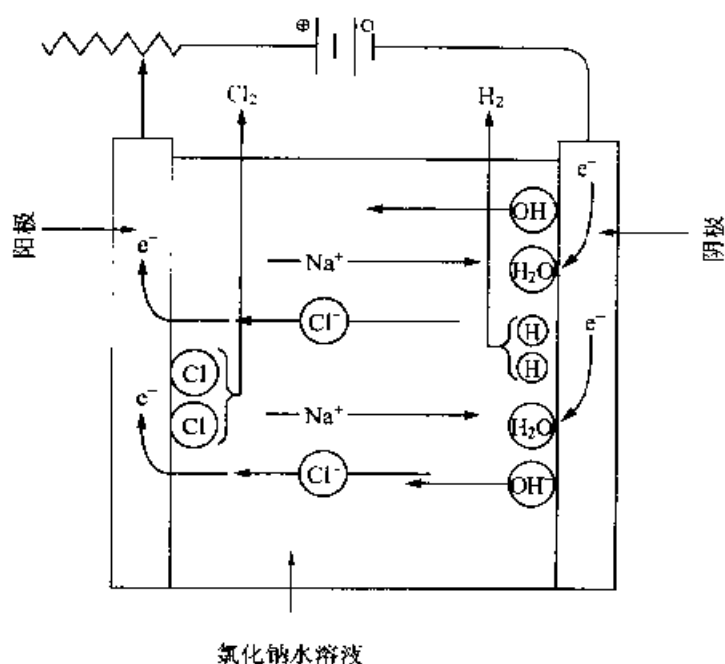 ⊕ ⊖
Cl₂ H₂
e⁻
OH
阳极 e⁻ 阴极
Na⁺ H₂O
Cl⁻ H e⁻
Cl H
e⁻ Cl Na⁺ H₂O
Cl⁻ OH⁻
氯化钠水溶液